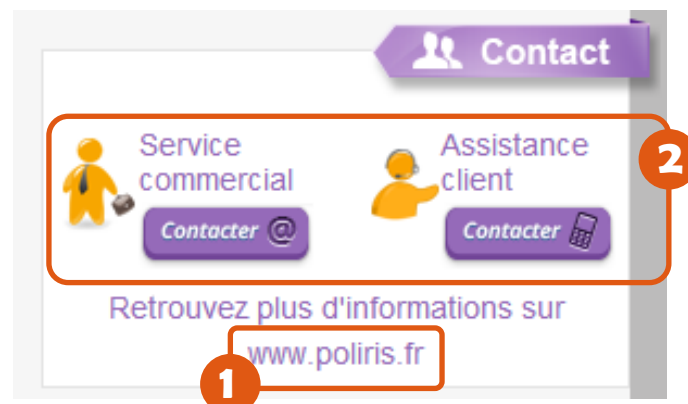 Contact
Service
commercial
Contacter @
Assistance
client
Contacter
2
Retrouvez plus d'informations sur
www.poliris.fr
1